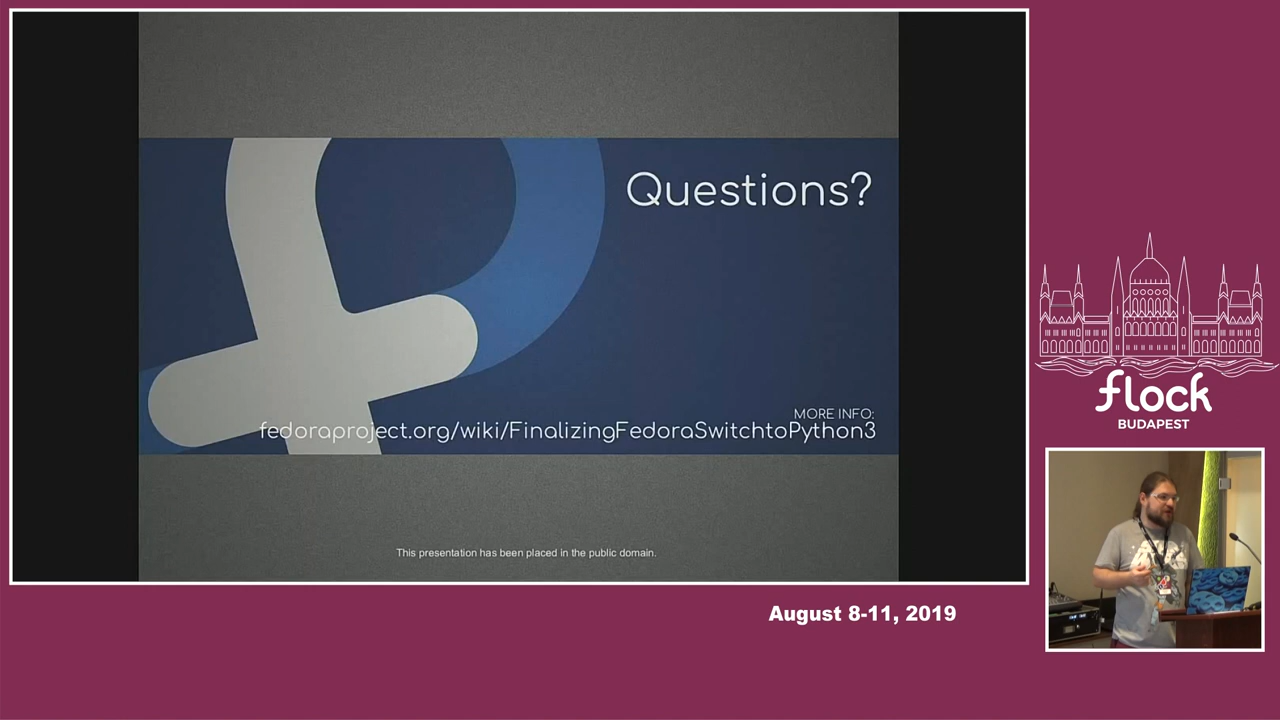 Questions?
MORE INFO:
fedoraproject.org/wiki/FinalizingFedoraSwitchtoPython3
This presentation has been placed in the public domain.
flock
BUDAPEST
August 8-11, 2019